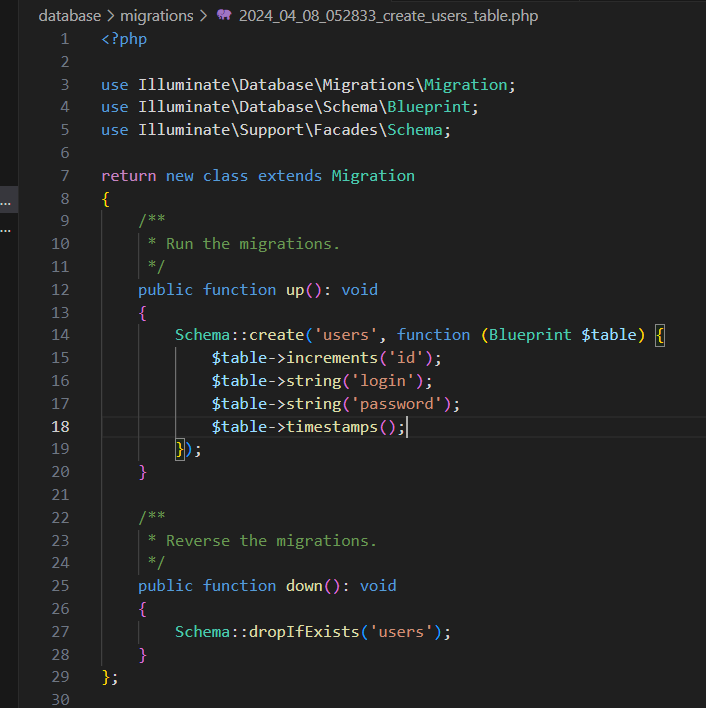 database > migrations > 2024_04_08_052833_create_users_table.php
1 <?php
2
3 use Illuminate\Database\Migrations\Migration;
4 use Illuminate\Database\Schema\Blueprint;
5 use Illuminate\Support\Facades\Schema;
6
7 return new class extends Migration
8 {
9     /**
10      * Run the migrations.
11      */
12     public function up(): void
13     {
14         Schema::create('users', function (Blueprint $table) {
15             $table->increments('id');
16             $table->string('login');
17             $table->string('password');
18             $table->timestamps();
19         });
20     }
21
22     /**
23      * Reverse the migrations.
24      */
25     public function down(): void
26     {
27         Schema::dropIfExists('users');
28     }
29 };
30
...
...